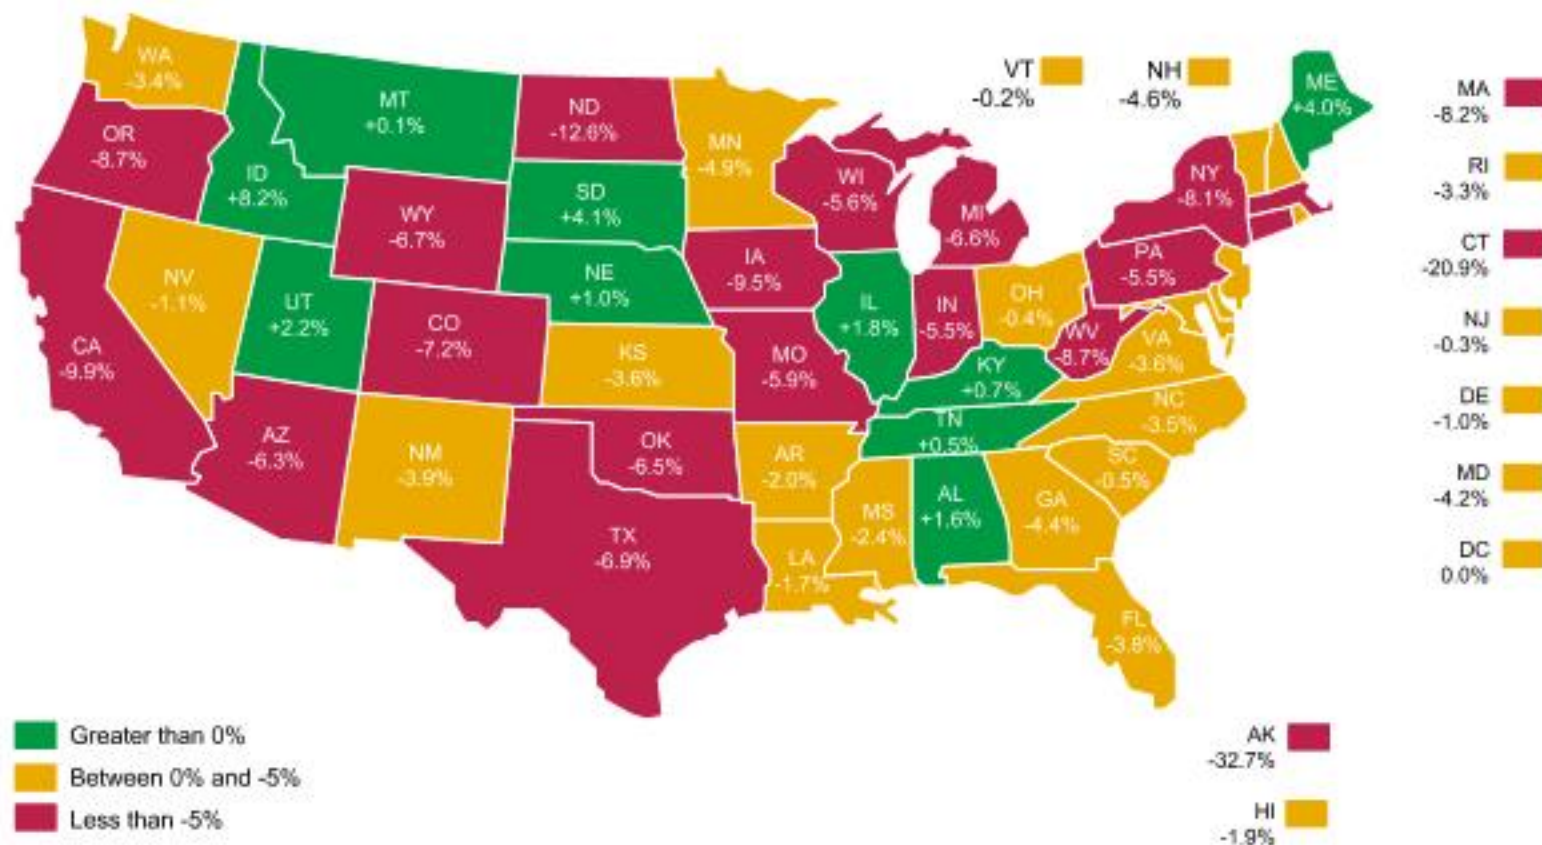 WA
-3.4%
OR
-8.7%
CA
-9.9%
NV
-1.1%
ID
+8.2%
MT
+0.1%
WY
-6.7%
UT
+2.2%
AZ
-6.3%
CO
-7.2%
NM
-3.9%
ND
-12.6%
SD
+4.1%
NE
+1.0%
KS
-3.6%
OK
-6.5%
TX
-6.9%
MN
-4.9%
IA
-9.5%
MO
-5.9%
AR
-2.0%
LA
-1.7%
WI
-5.6%
IL
+1.8%
MI
-6.6%
IN
-5.5%
OH
-0.4%
KY
+0.7%
TN
+0.5%
MS
-2.4%
AL
+1.6%
GA
-4.4%
FL
-3.8%
SC
-0.5%
NC
-3.5%
VA
-3.6%
WV
-8.7%
PA
-5.5%
NY
-8.1%
ME
+4.0%
VT
-0.2%
NH
-4.6%
MA
-8.2%
RI
-3.3%
CT
-20.9%
NJ
-0.3%
DE
-1.0%
MD
-4.2%
DC
0.0%
AK
-32.7%
HI
-1.9%
Greater than 0%
Between 0% and -5%
Less than -5%